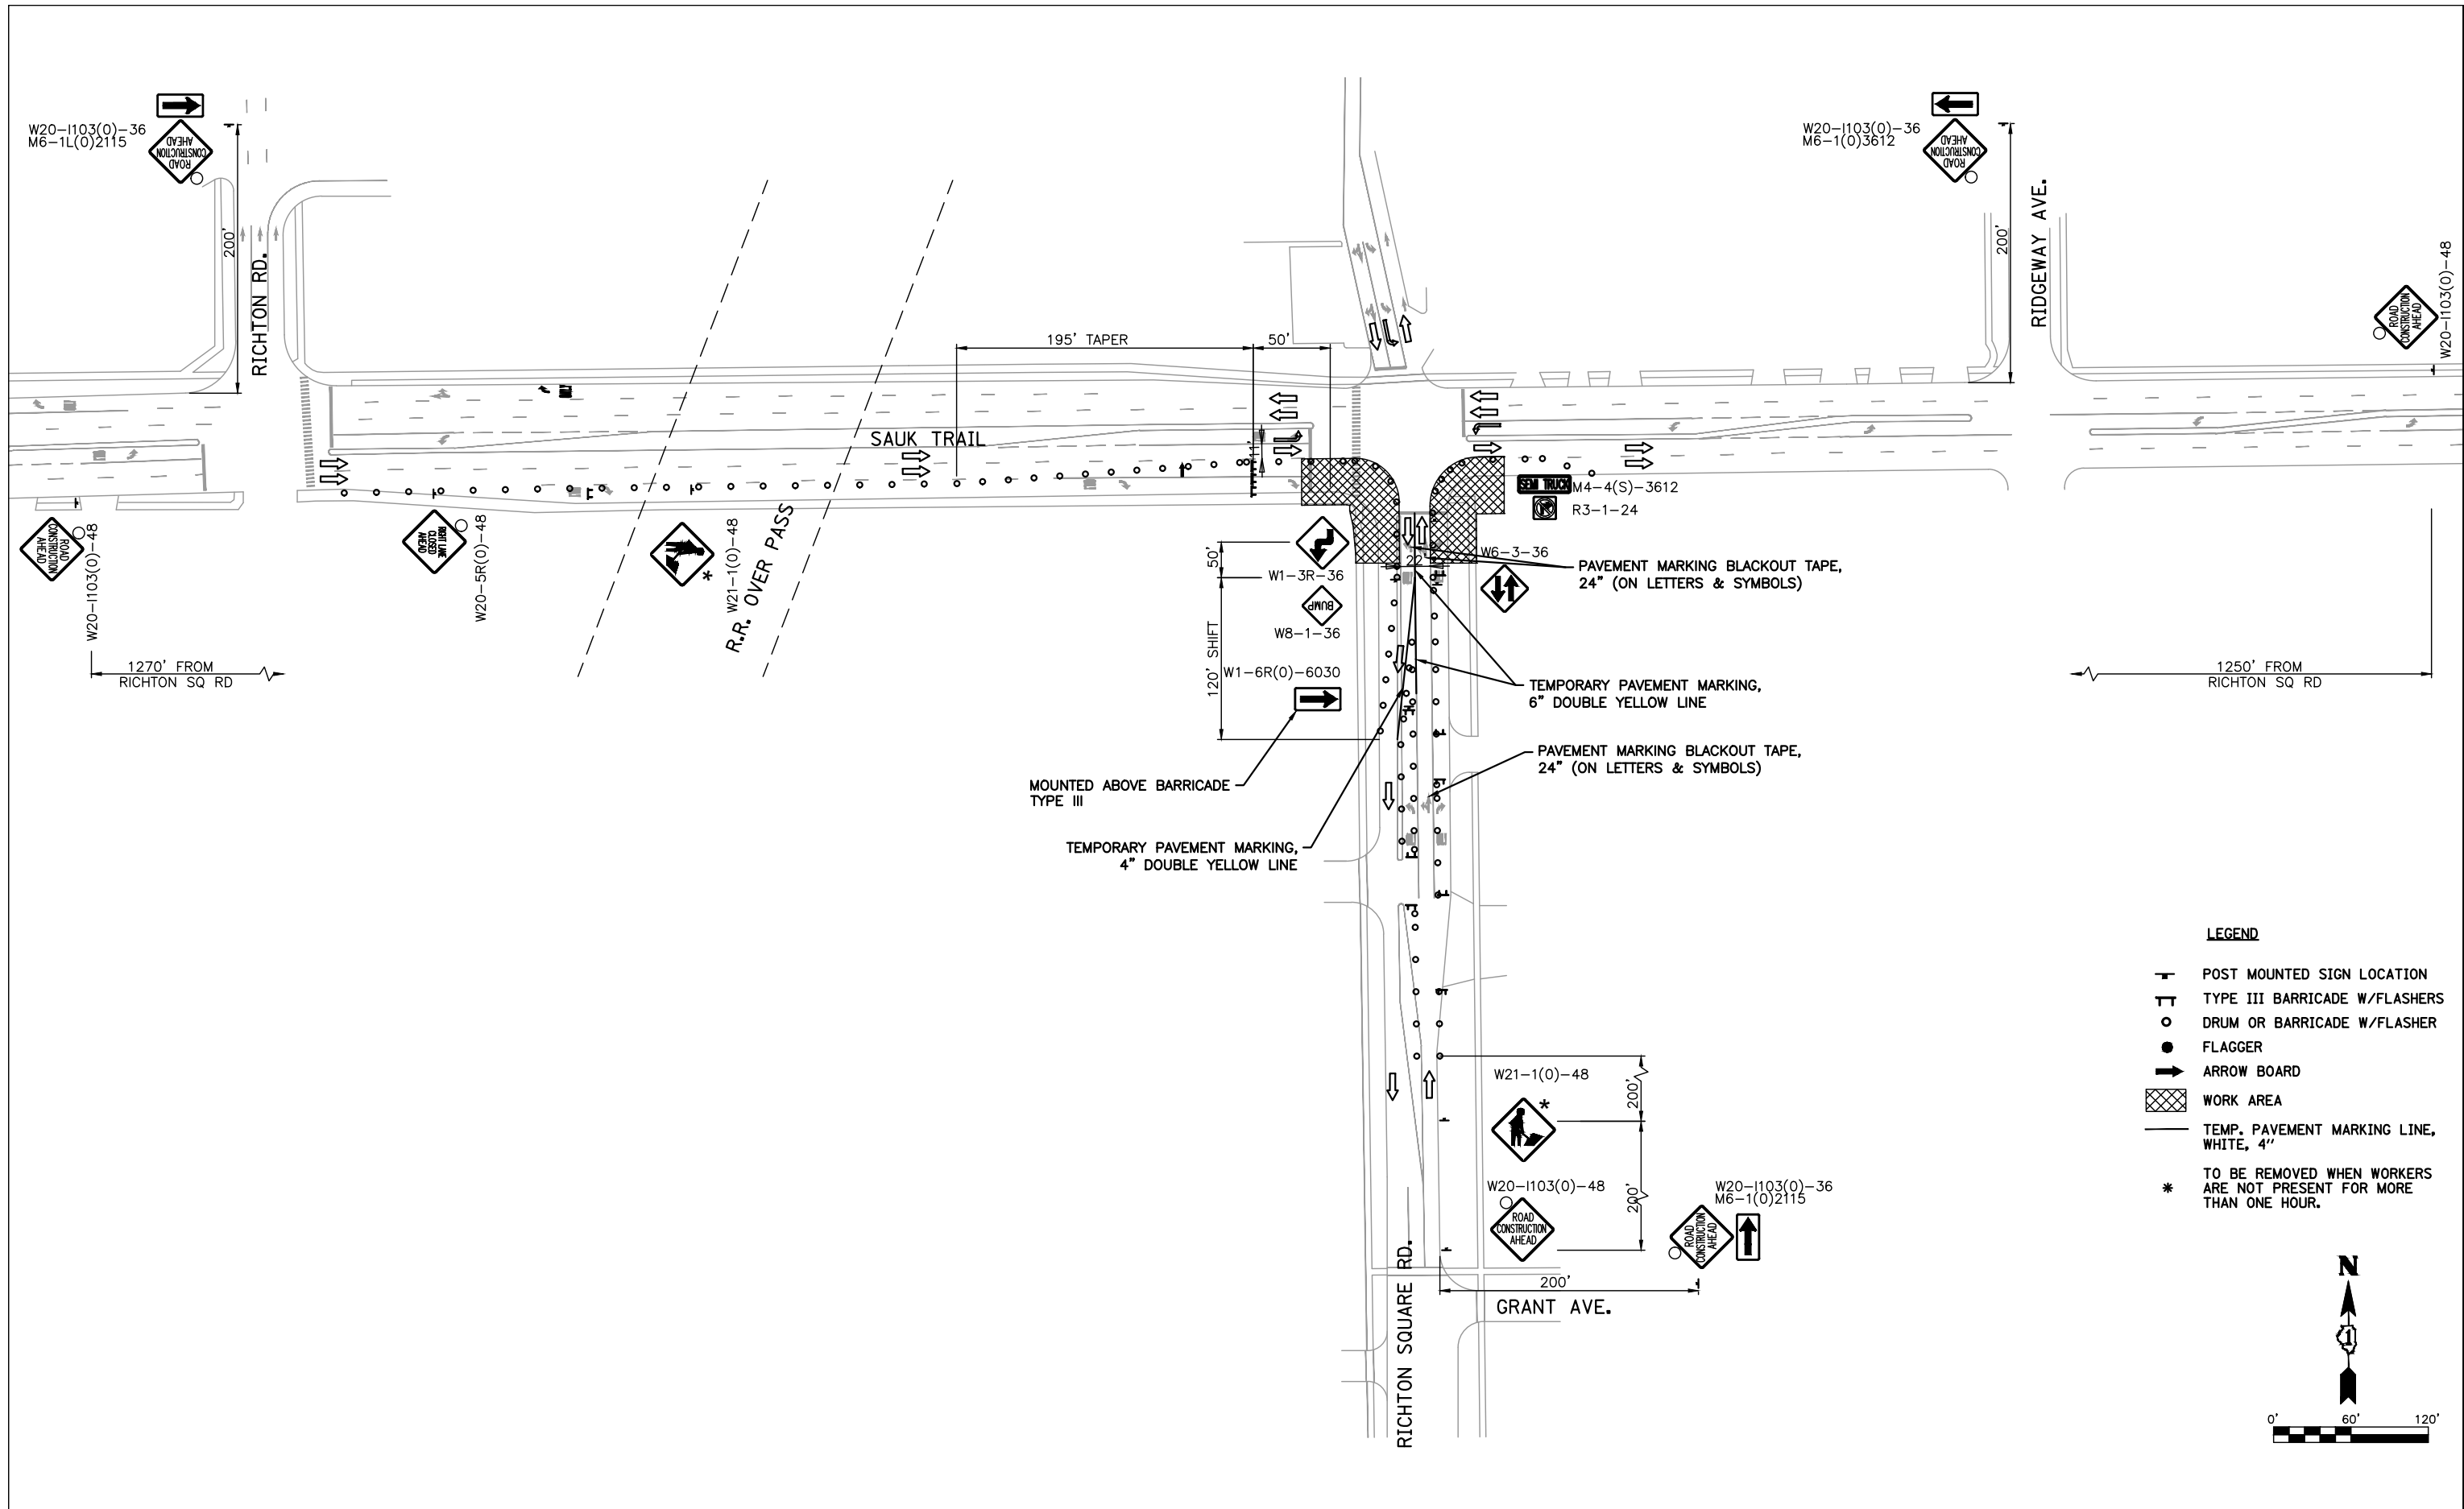 W20-I103(0)-36
M6-1L(0)2115
ROAD
CONSTRUCTION
AHEAD
200'
RICHTON RD.
W20-I103(0)-36
M6-1(0)3612
ROAD
CONSTRUCTION
AHEAD
200'
RIDGEWAY AVE.
ROAD
CONSTRUCTION
AHEAD
W20-I103(0)-48
195' TAPER
50'
SAUK TRAIL
11'
ROAD
CONSTRUCTION
AHEAD
W20-I103(0)-48
1270' FROM
RICHTON SQ RD
RIGHT LANE
CLOSED
AHEAD
W20-5R(0)-48
*
W21-1(0)-48
R.R. OVER PASS
SEMI TRUCK
M4-4(S)-3612
R3-1-24
50'
W1-3R-36
BUMP
W8-1-36
120' SHIFT
W1-6R(0)-6030
22'
W6-3-36
PAVEMENT MARKING BLACKOUT TAPE,
24" (ON LETTERS & SYMBOLS)
TEMPORARY PAVEMENT MARKING,
6" DOUBLE YELLOW LINE
1250' FROM
RICHTON SQ RD
PAVEMENT MARKING BLACKOUT TAPE,
24" (ON LETTERS & SYMBOLS)
MOUNTED ABOVE BARRICADE
TYPE III
TEMPORARY PAVEMENT MARKING,
4" DOUBLE YELLOW LINE
W21-1(0)-48
*
200'
W20-I103(0)-48
ROAD
CONSTRUCTION
AHEAD
200'
W20-I103(0)-36
M6-1(0)2115
ROAD
CONSTRUCTION
AHEAD
200'
GRANT AVE.
RICHTON SQUARE RD.
LEGEND
POST MOUNTED SIGN LOCATION
TYPE III BARRICADE W/FLASHERS
DRUM OR BARRICADE W/FLASHER
FLAGGER
ARROW BOARD
WORK AREA
TEMP. PAVEMENT MARKING LINE,
WHITE, 4"
TO BE REMOVED WHEN WORKERS
* ARE NOT PRESENT FOR MORE
THAN ONE HOUR.
N
1
0' 60' 120'